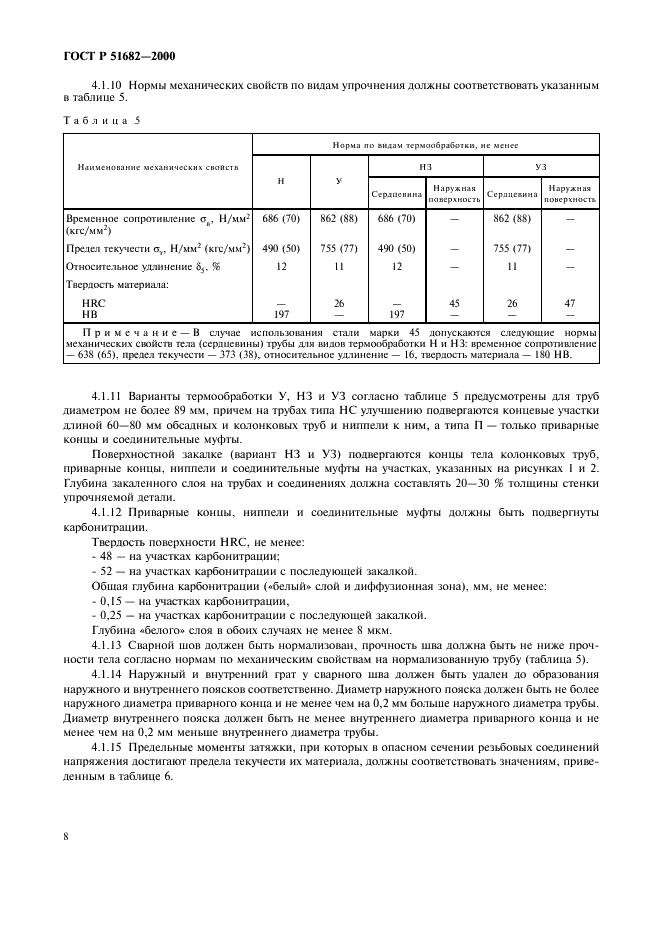 ГОСТ Р 51682—2000
4.1.10 Нормы механических свойств по видам упрочнения должны соответствовать указанным
в таблице 5.
Таблица 5
Наименование механических свойств
Норма по видам термообработки, не менее
Н
У
НЗ
УЗ
Сердцевина
Наружная поверхность
Сердцевина
Наружная поверхность
Временное сопротивление σв, Н/мм² (кгс/мм²) 686 (70) 862 (88) 686 (70) — 862 (88) —
Предел текучести σт, Н/мм² (кгс/мм²) 490 (50) 755 (77) 490 (50) — 755 (77) —
Относительное удлинение δ5, % 12 11 12 — 11 —
Твердость материала:
HRC — 26 — 45 26 47
HB 197 — 197 — — —
Примечание — В случае использования стали марки 45 допускаются следующие нормы
механических свойств тела (сердцевины) трубы для видов термообработки Н и НЗ: временное сопротивление
— 638 (65), предел текучести — 373 (38), относительное удлинение — 16, твердость материала — 180 НВ.
4.1.11 Варианты термообработки У, НЗ и УЗ согласно таблице 5 предусмотрены для труб
диаметром не более 89 мм, причем на трубах типа НС улучшению подвергаются концевые участки
длиной 60—80 мм обсадных и колонковых труб и ниппели к ним, а типа П — только приварные
концы и соединительные муфты.
Поверхностной закалке (вариант НЗ и УЗ) подвергаются концы тела колонковых труб,
приварные концы, ниппели и соединительные муфты на участках, указанных на рисунках 1 и 2.
Глубина закаленного слоя на трубах и соединениях должна составлять 20—30 % толщины стенки
упрочняемой детали.
4.1.12 Приварные концы, ниппели и соединительные муфты должны быть подвергнуты
карбонитрации.
Твердость поверхности HRC, не менее:
- 48 — на участках карбонитрации;
- 52 — на участках карбонитрации с последующей закалкой.
Общая глубина карбонитрации («белый» слой и диффузионная зона), мм, не менее:
- 0,15 — на участках карбонитрации,
- 0,25 — на участках карбонитрации с последующей закалкой.
Глубина «белого» слоя в обоих случаях не менее 8 мкм.
4.1.13 Сварной шов должен быть нормализован, прочность шва должна быть не ниже проч-
ности тела согласно нормам по механическим свойствам на нормализованную трубу (таблица 5).
4.1.14 Наружный и внутренний грат у сварного шва должен быть удален до образования
наружного и внутреннего поясков соответственно. Диаметр наружного пояска должен быть не более
наружного диаметра приварного конца и не менее чем на 0,2 мм больше наружного диаметра трубы.
Диаметр внутреннего пояска должен быть не менее внутреннего диаметра приварного конца и не
менее чем на 0,2 мм меньше внутреннего диаметра трубы.
4.1.15 Предельные моменты затяжки, при которых в опасном сечении резьбовых соединений
напряжения достигают предела текучести их материала, должны соответствовать значениям, приве-
денным в таблице 6.
8